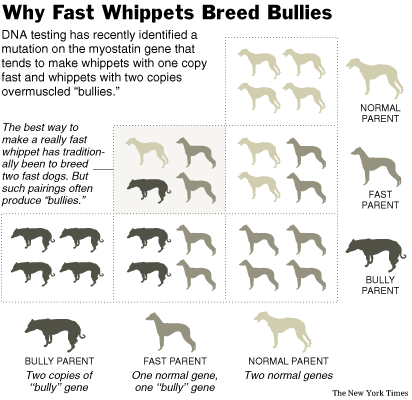 Why Fast Whippets Breed Bullies
DNA testing has recently identified a
mutation on the myostatin gene that
tends to make whippets with one copy
fast and whippets with two copies
overmuscled “bullies.”
The best way to
make a really fast
whippet has tradition-
ally been to breed
two fast dogs. But
such pairings often
produce “bullies.”
NORMAL
PARENT
FAST
PARENT
BULLY
PARENT
BULLY PARENT
Two copies of
“bully” gene
FAST PARENT
One normal gene,
one “bully” gene
NORMAL PARENT
Two normal genes
The New York Times